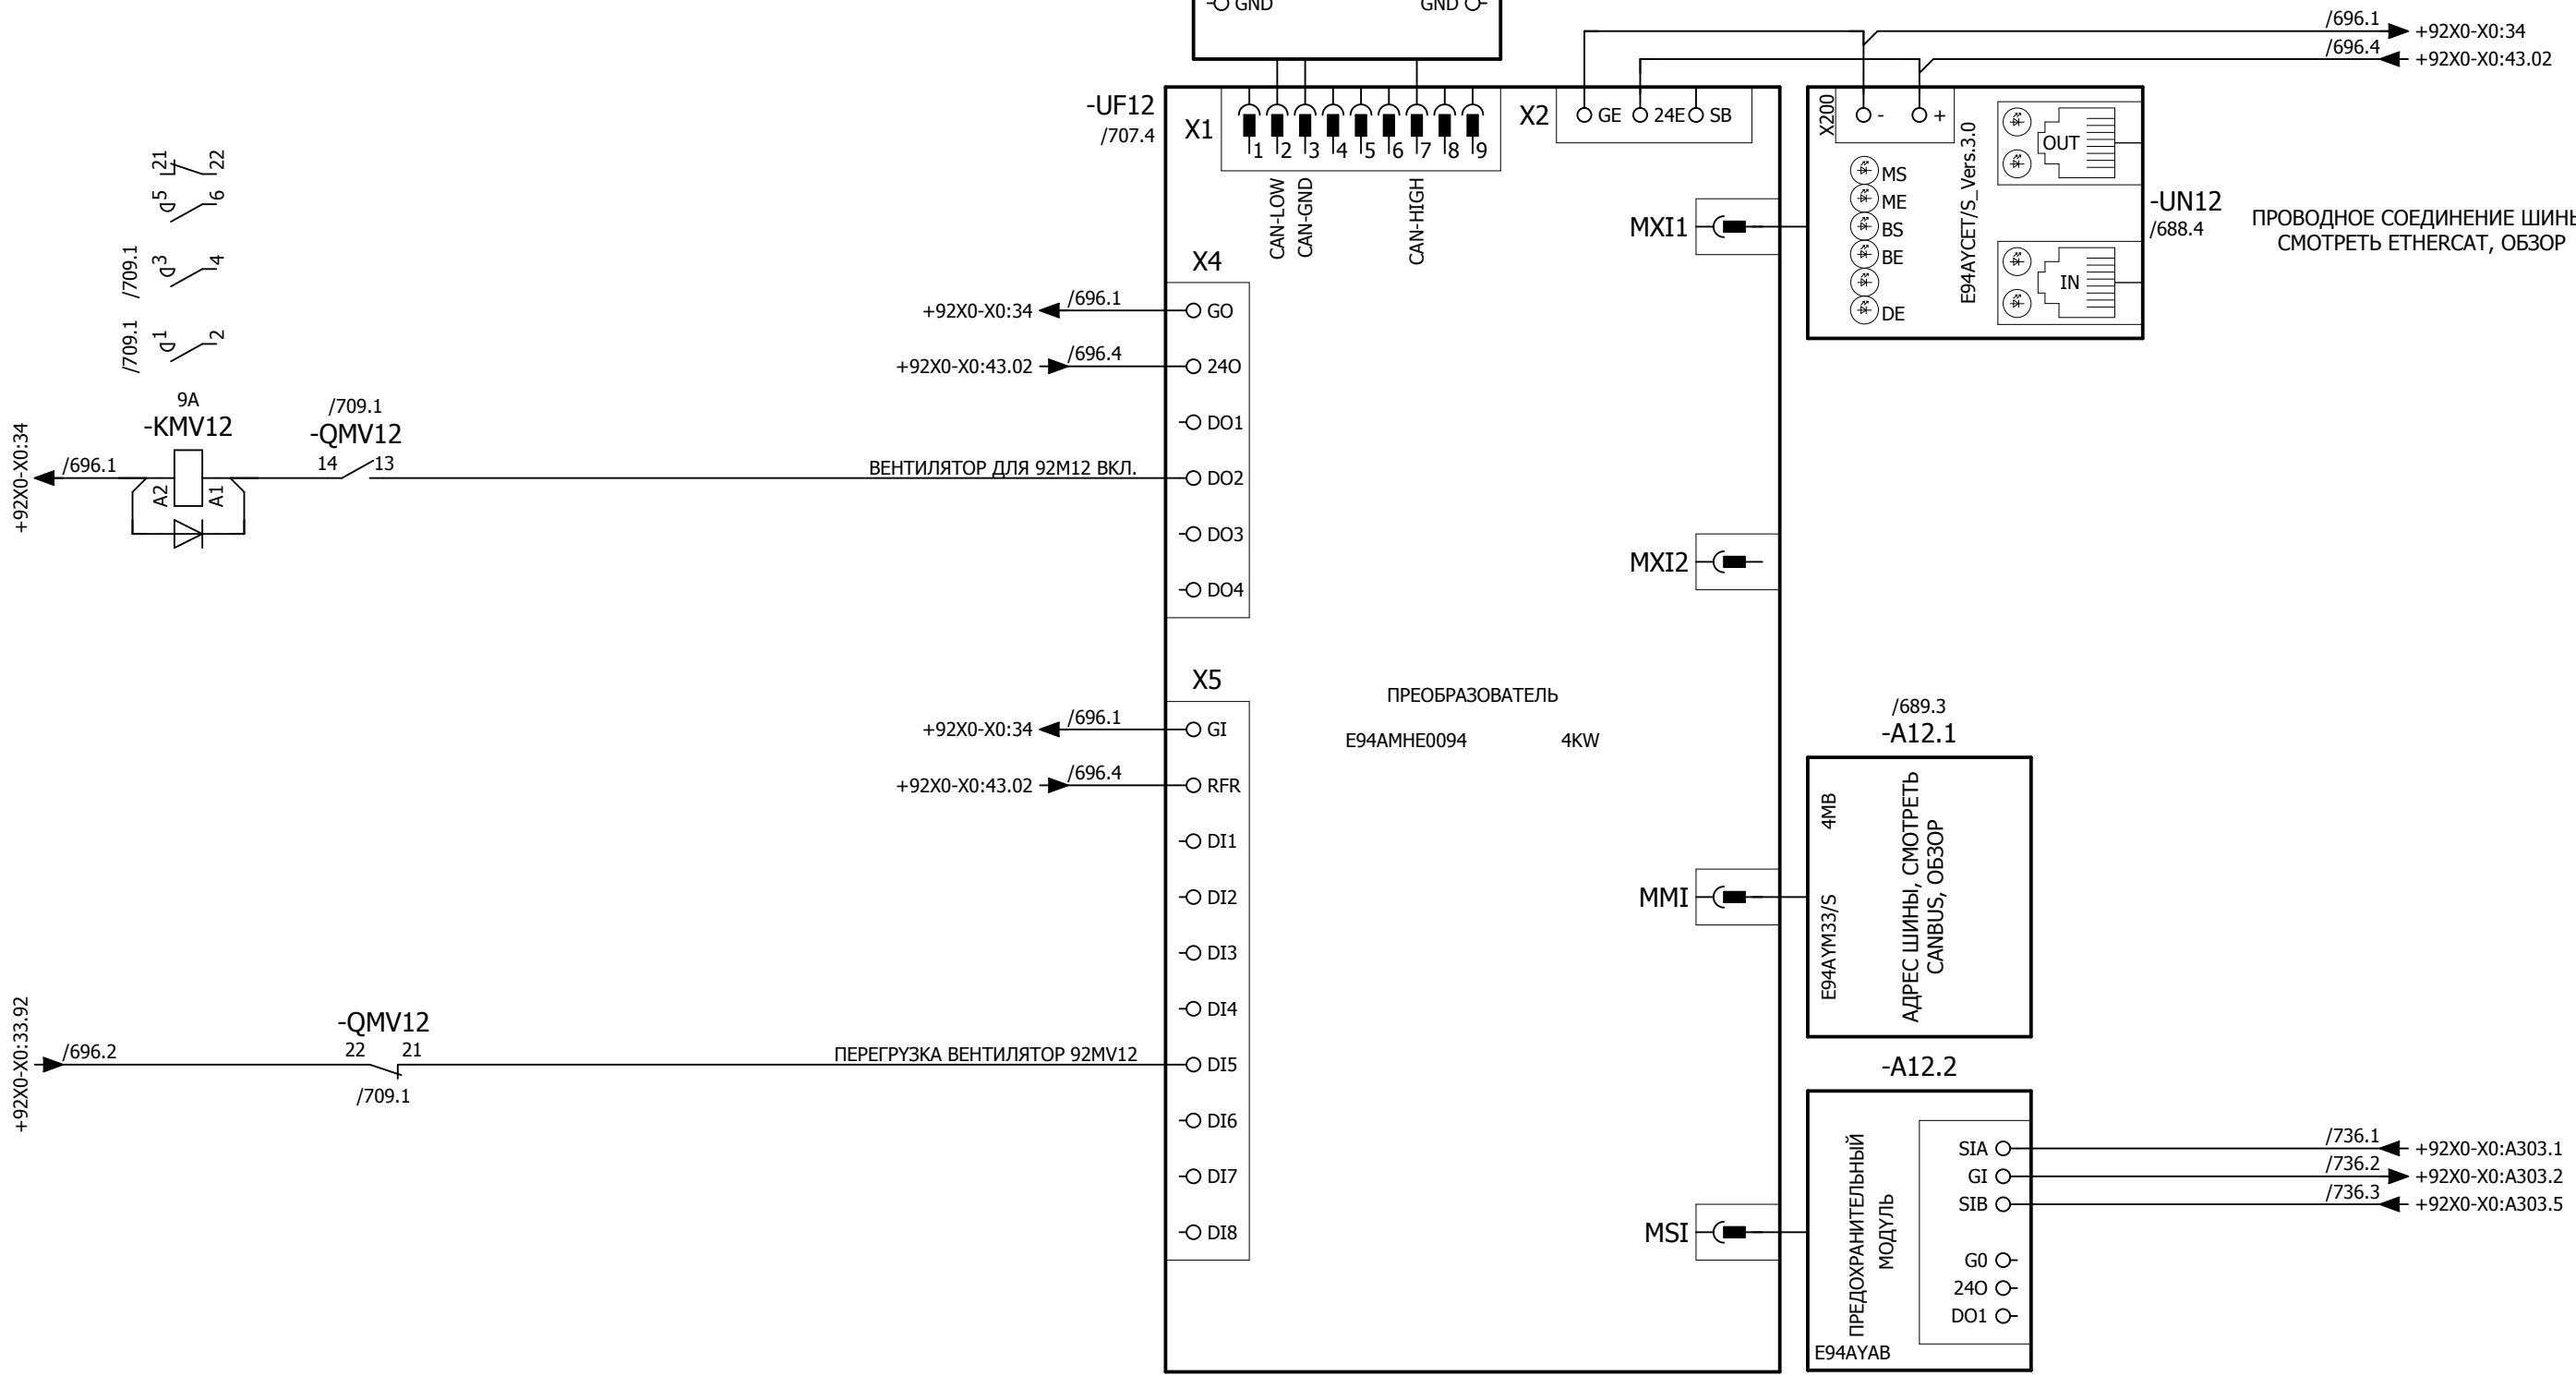 GND
GND
/696.1
+92X0-X0:34
/696.4
+92X0-X0:43.02
-UF12
/707.4
X1
1
2
3
4
5
6
7
8
9
CAN-LOW
CAN-GND
CAN-HIGH
X2
GE
24E
SB
X200
-
+
MS
ME
BS
BE
DE
E94AYCET/S_Vers.3.0
OUT
IN
-UN12
/688.4
ПРОВОДНОЕ СОЕДИНЕНИЕ ШИНЫ
СМОТРЕТЬ ETHERCAT, ОБЗОР
MXI1
21
22
5
6
/709.1
3
4
/709.1
1
2
9A
-KMV12
A2
A1
/709.1
-QMV12
14
13
+92X0-X0:34
/696.1
ВЕНТИЛЯТОР ДЛЯ 92M12 ВКЛ.
X4
+92X0-X0:34
/696.1
GO
+92X0-X0:43.02
/696.4
24O
DO1
DO2
DO3
DO4
MXI2
X5
+92X0-X0:34
/696.1
GI
+92X0-X0:43.02
/696.4
RFR
DI1
DI2
DI3
DI4
DI5
DI6
DI7
DI8
ПРЕОБРАЗОВАТЕЛЬ
E94AMHE0094 4KW
/689.3
-A12.1
MMI
E94AYM33/S 4MB
АДРЕС ШИНЫ, СМОТРЕТЬ
CANBUS, ОБЗОР
+92X0-X0:33.92
/696.2
-QMV12
22
21
/709.1
ПЕРЕГРУЗКА ВЕНТИЛЯТОР 92MV12
-A12.2
MSI
ПРЕДОХРАНИТЕЛЬНЫЙ
МОДУЛЬ
E94AYAB
SIA
GI
SIB
G0
24O
DO1
/736.1
+92X0-X0:A303.1
/736.2
+92X0-X0:A303.2
/736.3
+92X0-X0:A303.5